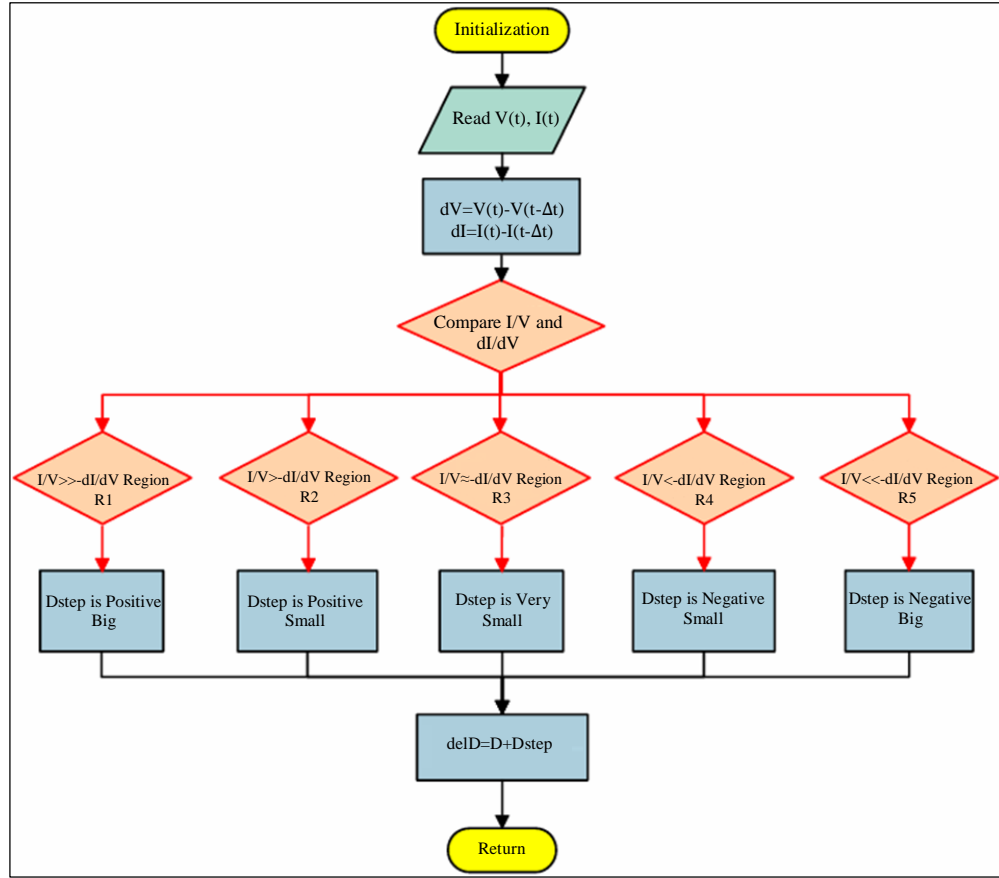 Initialization
Read V(t), I(t)
dV=V(t)-V(t-Δt)
dI=I(t)-I(t-Δt)
Compare I/V and
dI/dV
I/V>>-dI/dV Region
R1
I/V>-dI/dV Region
R2
I/V≈-dI/dV Region
R3
I/V<-dI/dV Region
R4
I/V<<-dI/dV Region
R5
Dstep is Positive
Big
Dstep is Positive
Small
Dstep is Very
Small
Dstep is Negative
Small
Dstep is Negative
Big
delD=D+Dstep
Return